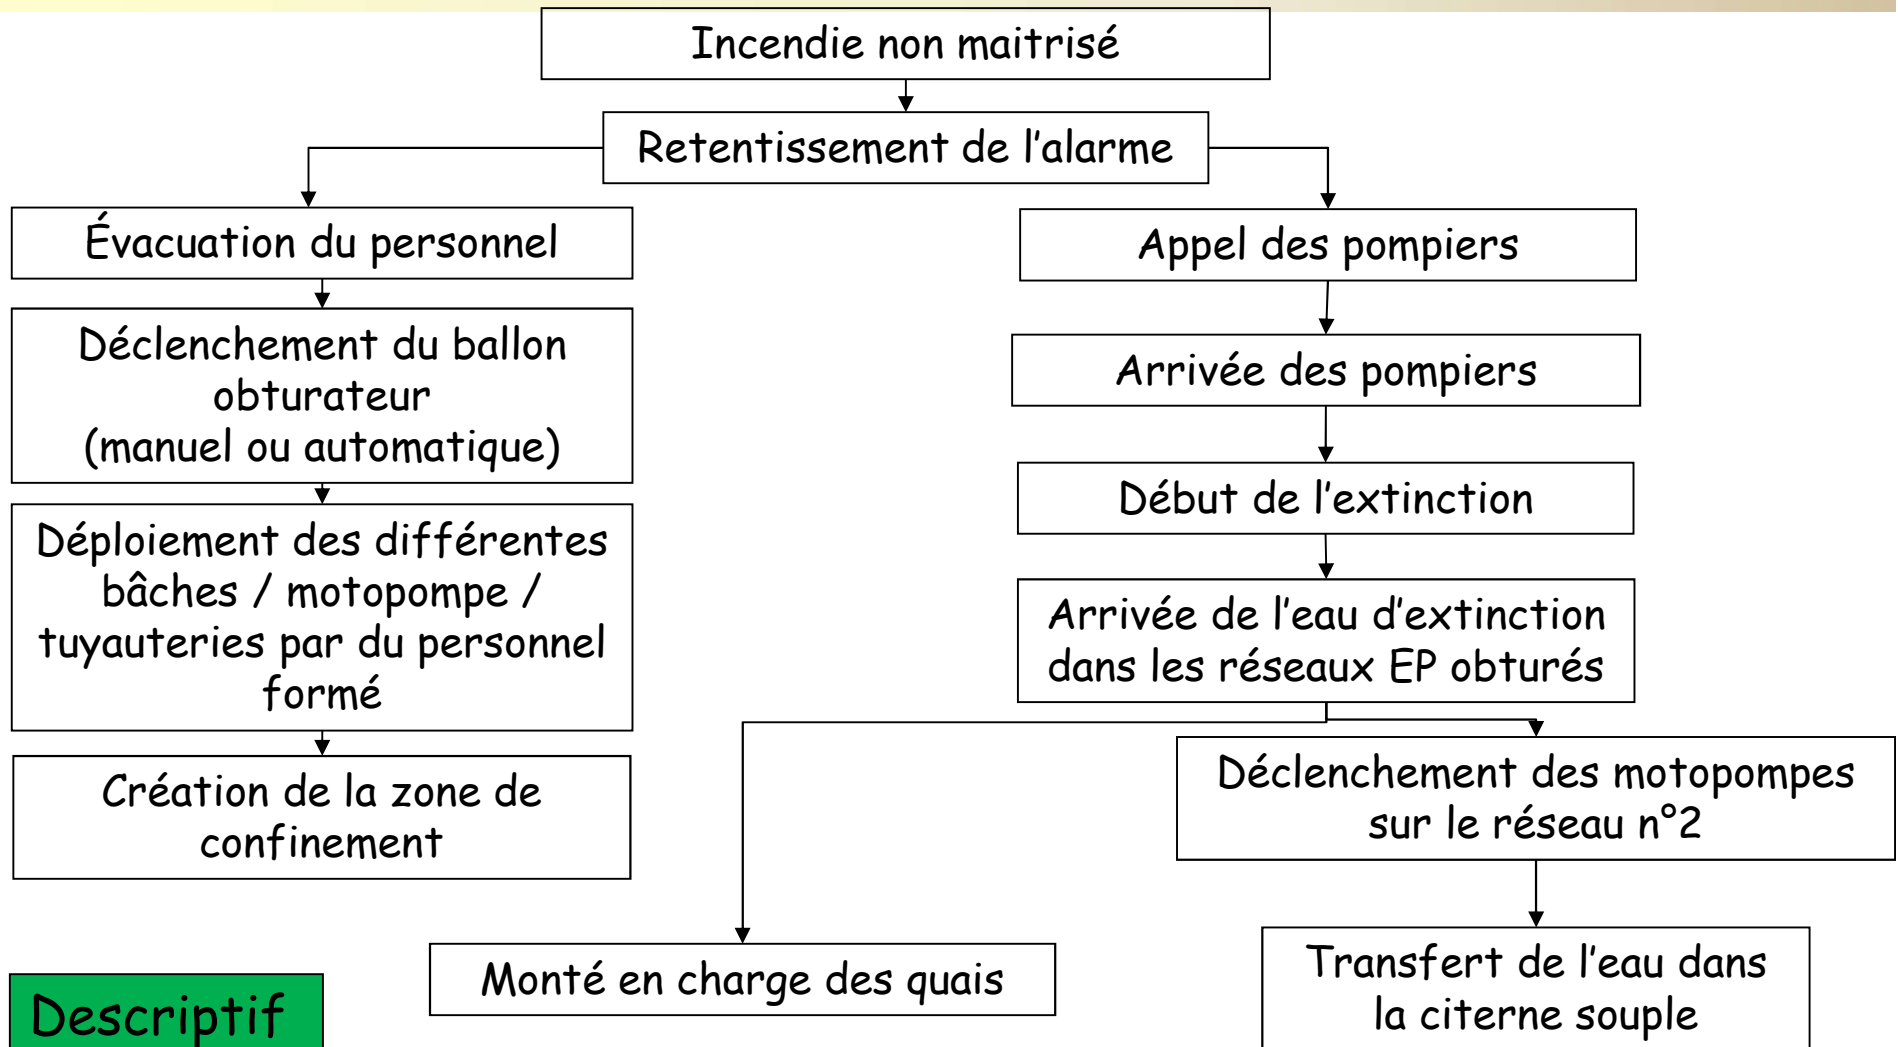 Incendie non maitrisé
Retentissement de l'alarme
Évacuation du personnel
Appel des pompiers
Déclenchement du ballon
obturateur
(manuel ou automatique)
Arrivée des pompiers
Déploiement des différentes
bâches / motopompe /
tuyauteries par du personnel
formé
Début de l'extinction
Arrivée de l'eau d'extinction
dans les réseaux EP obturés
Création de la zone de
confinement
Déclenchement des motopompes
sur le réseau n°2
Monté en charge des quais
Transfert de l'eau dans
la citerne souple
Descriptif